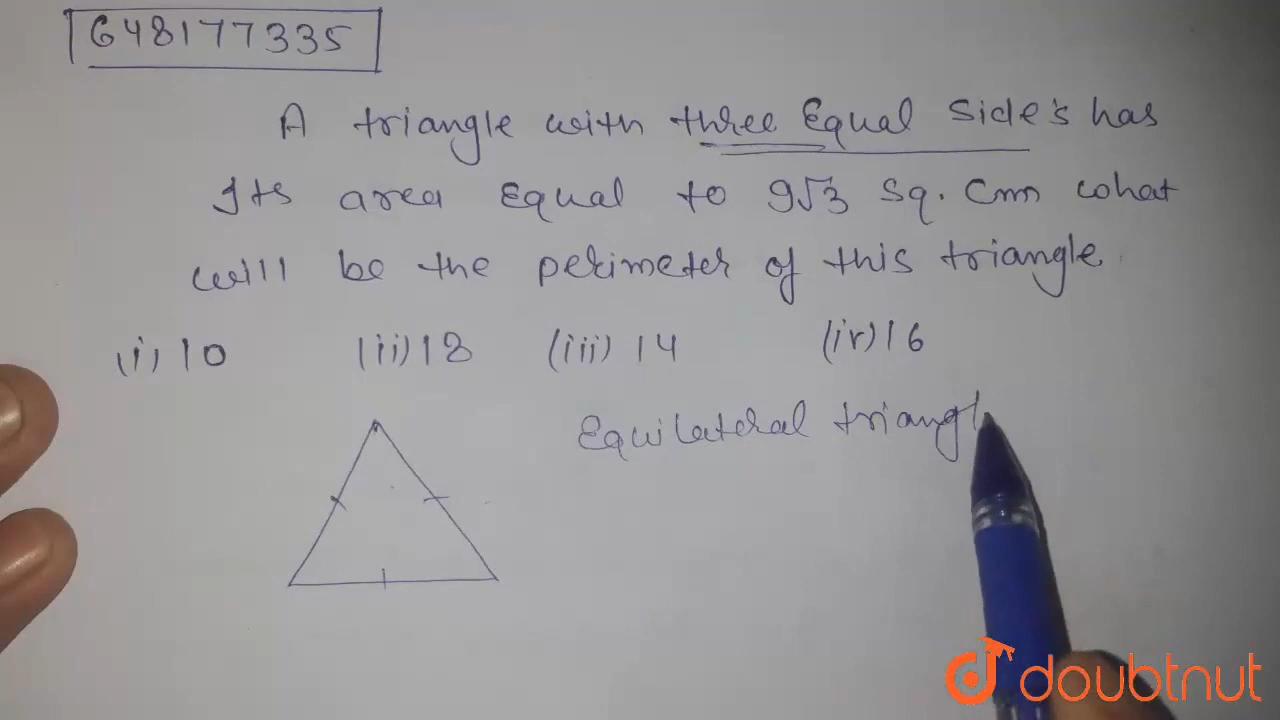 648177335
A triangle with three Equal Side's has
Its area Equal to 9√3 Sq. Cm what
will be the perimeter of this triangle
(i) 10 (ii) 18 (iii) 14 (iv) 16
Equilateral triangl
doubtnut